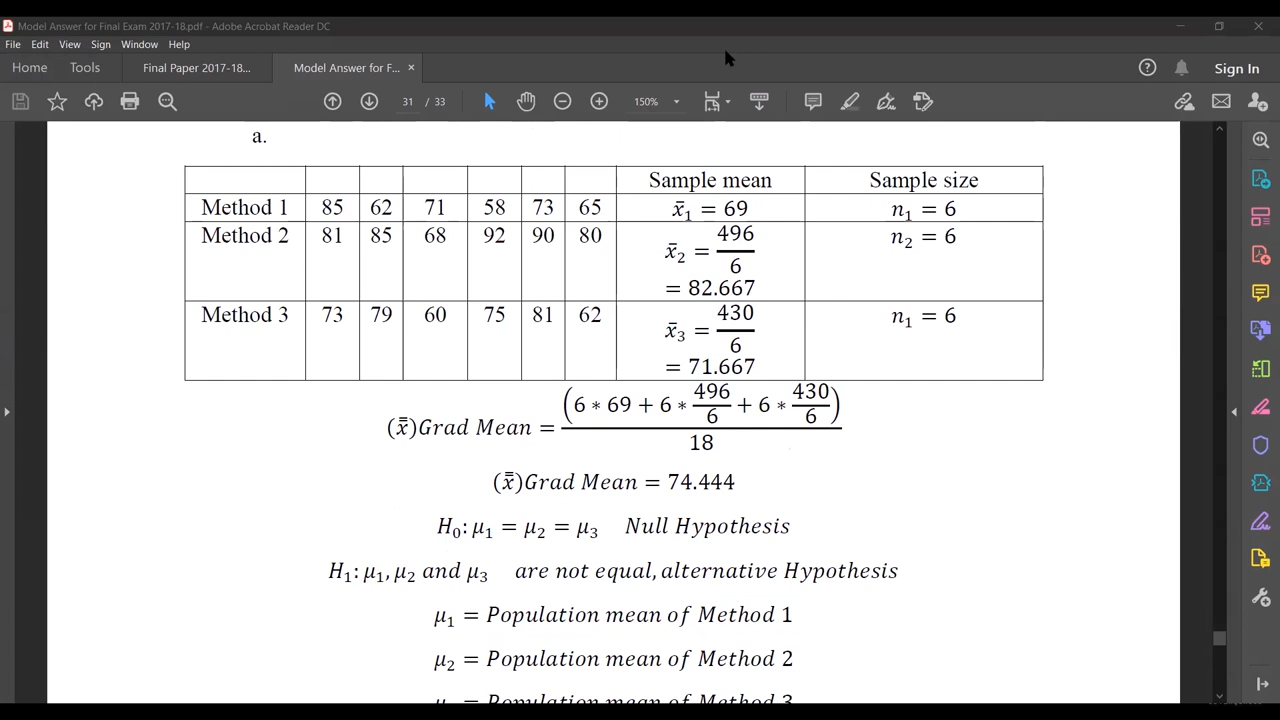 Model Answer for Final Exam 2017-18.pdf - Adobe Acrobat Reader DC
File Edit View Sign Window Help
Home Tools Final Paper 2017-18... Model Answer for F... × Sign In
31 / 33 150%
a.
Sample mean Sample size
Method 1 85 62 71 58 73 65 x̄₁ = 69 n₁ = 6
Method 2 81 85 68 92 90 80 x̄₂ = 496/6 n₂ = 6
= 82.667
Method 3 73 79 60 75 81 62 x̄₃ = 430/6 n₁ = 6
= 71.667
(x̿)Grad Mean = (6 * 69 + 6 * 496/6 + 6 * 430/6) / 18
(x̿)Grad Mean = 74.444
H₀: μ₁ = μ₂ = μ₃ Null Hypothesis
H₁: μ₁, μ₂ and μ₃ are not equal, alternative Hypothesis
μ₁ = Population mean of Method 1
μ₂ = Population mean of Method 2
= Population mean of Method 3